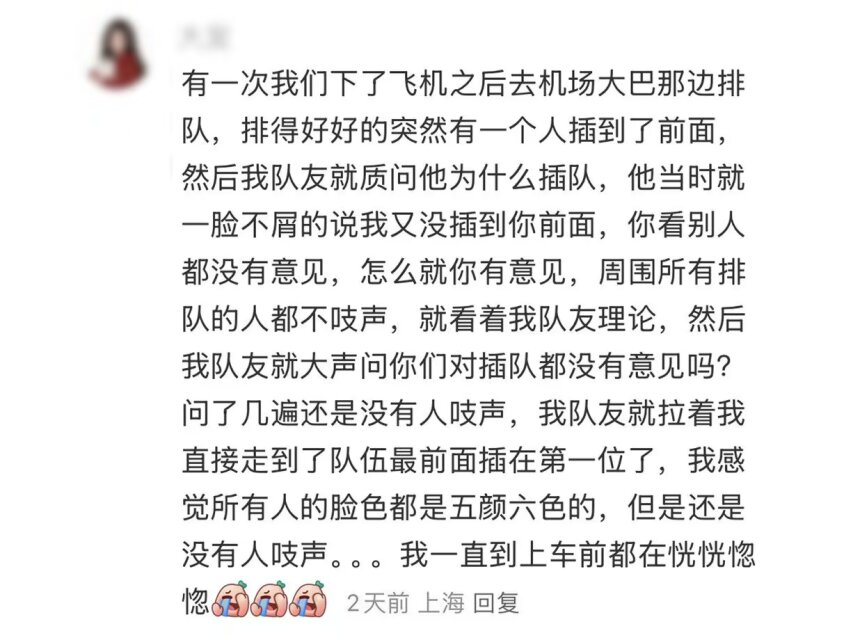 有一次我们下了飞机之后去机场大巴那边排
队，排得好好的突然有一个人插到了前面，
然后我队友就质问他为什么插队，他当时就
一脸不屑的说我又没插到你前面，你看别人
都没有意见，怎么就你有意见，周围所有排
队的人都不吱声，就看着我队友理论，然后
我队友就大声问你们对插队都没有意见吗？
问了几遍还是没有人吱声，我队友就拉着我
直接走到了队伍最前面插在第一位了，我感
觉所有人的脸色都是五颜六色的，但是还是
没有人吱声。。。我一直到上车前都在恍恍惚
惚 2天前 上海 回复